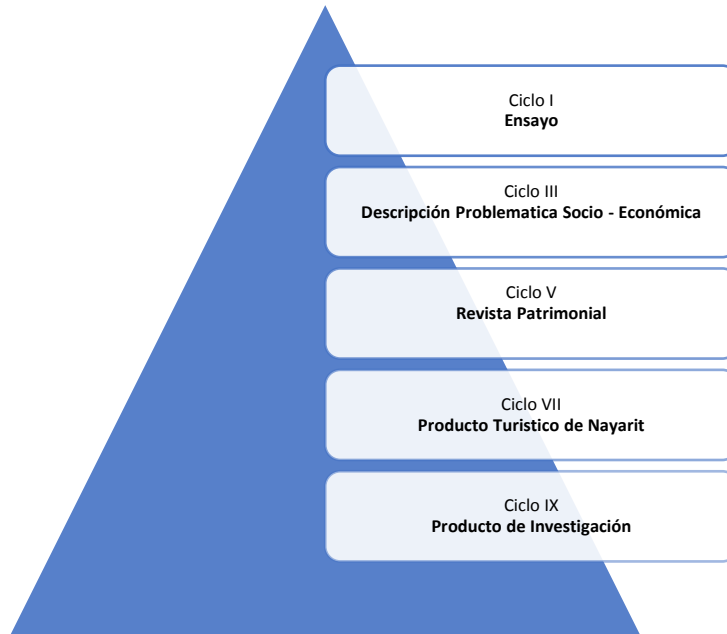 Ciclo I
Ensayo
Ciclo III
Descripción Problematica Socio - Económica
Ciclo V
Revista Patrimonial
Ciclo VII
Producto Turistico de Nayarit
Ciclo IX
Producto de Investigación